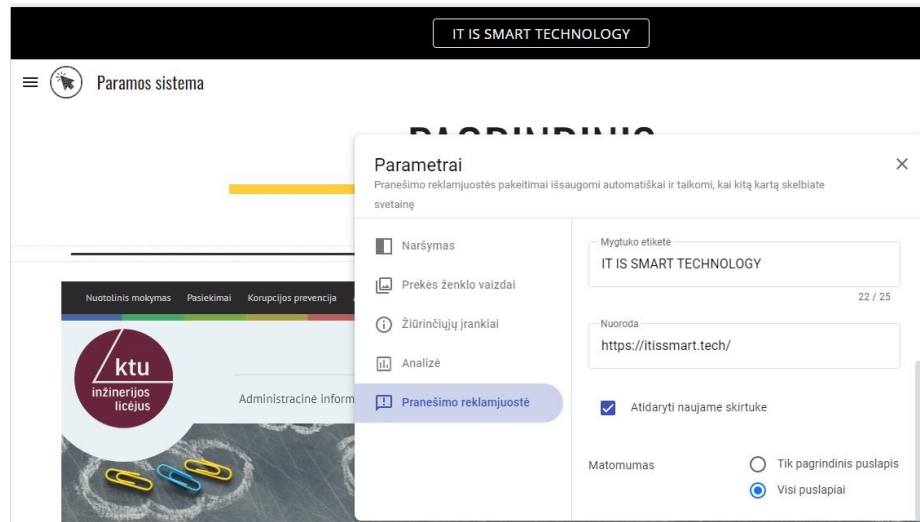 IT IS SMART TECHNOLOGY
Paramos sistema
PAGRINDINIS
Parametrai
Pranešimo reklamjuostės pakeitimai išsaugomi automatiškai ir taikomi, kai kitą kartą skelbiate
svetainę
Naršymas
Prekės ženklo vaizdai
Žiūrinčiųjų įrankiai
Analizė
Pranešimo reklamjuostė
Mygtuko etiketė
IT IS SMART TECHNOLOGY
22 / 25
Nuoroda
https://itissmart.tech/
Atidaryti naujame skirtuke
Matomumas
Tik pagrindinis puslapis
Visi puslapiai
Nuotolinis mokymas Pasiekimai Korupcijos prevencija
ktu
inžinerijos
licėjus
Administracinė inform